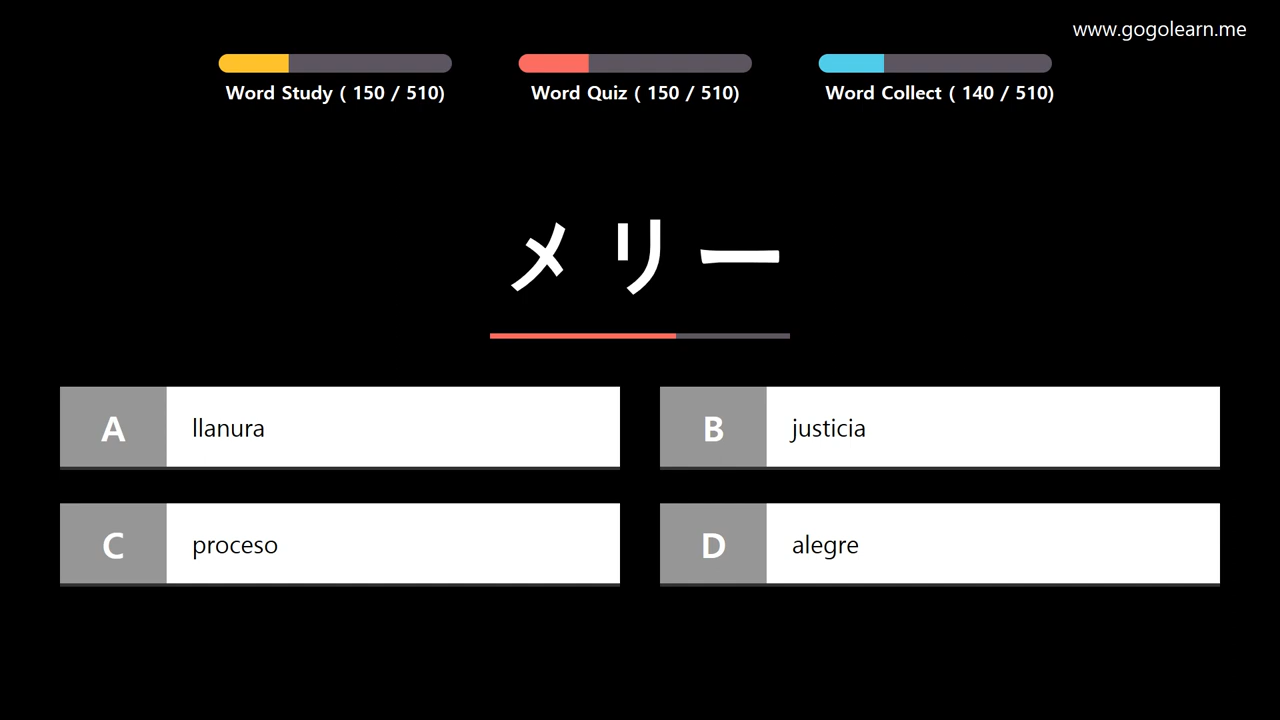 www.gogolearn.me
Word Study ( 150 / 510)
Word Quiz ( 150 / 510)
Word Collect ( 140 / 510)
メリー
A llanura
B justicia
C proceso
D alegre